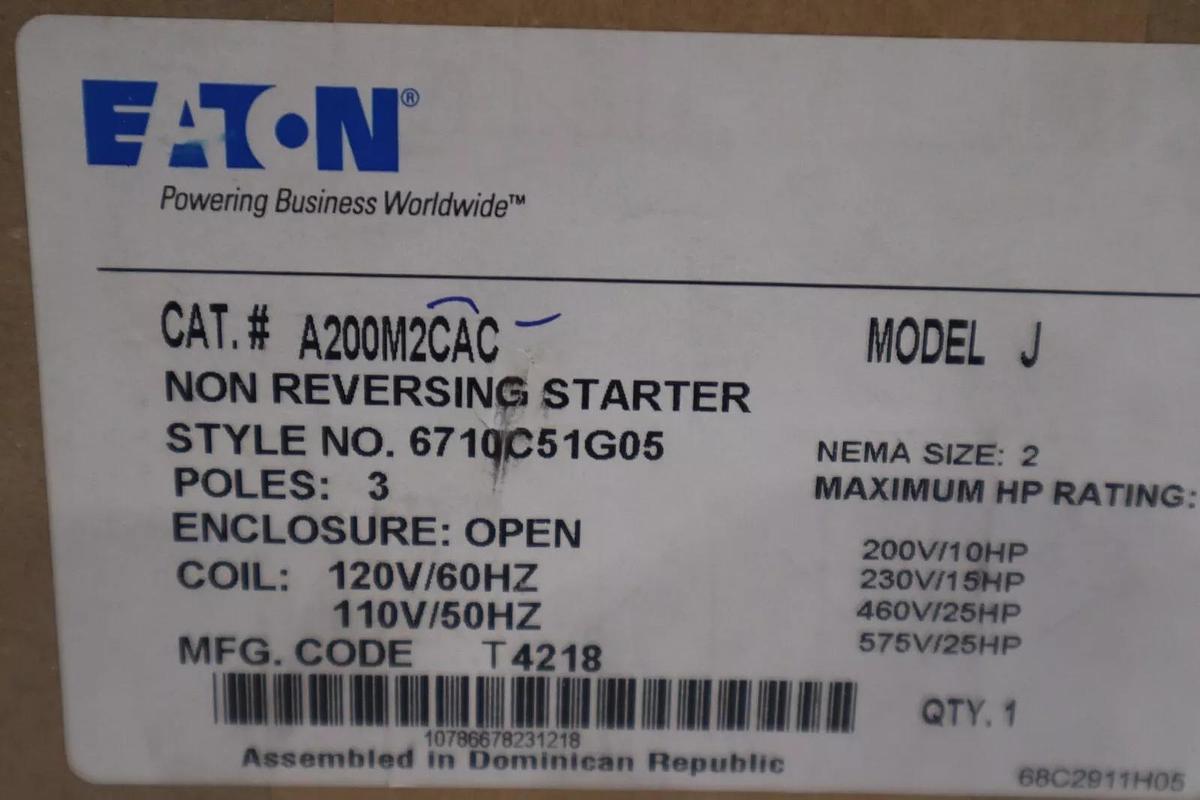 EATON®
Powering Business Worldwide™
CAT.# A200M2CAC
MODEL J
NON REVERSING STARTER
STYLE NO. 6710C51G05
POLES: 3
ENCLOSURE: OPEN
COIL: 120V/60HZ
110V/50HZ
MFG. CODE T4218
NEMA SIZE: 2
MAXIMUM HP RATING:
200V/10HP
230V/15HP
460V/25HP
575V/25HP
QTY. 1
10786678231218
Assembled in Dominican Republic
68C2911H05